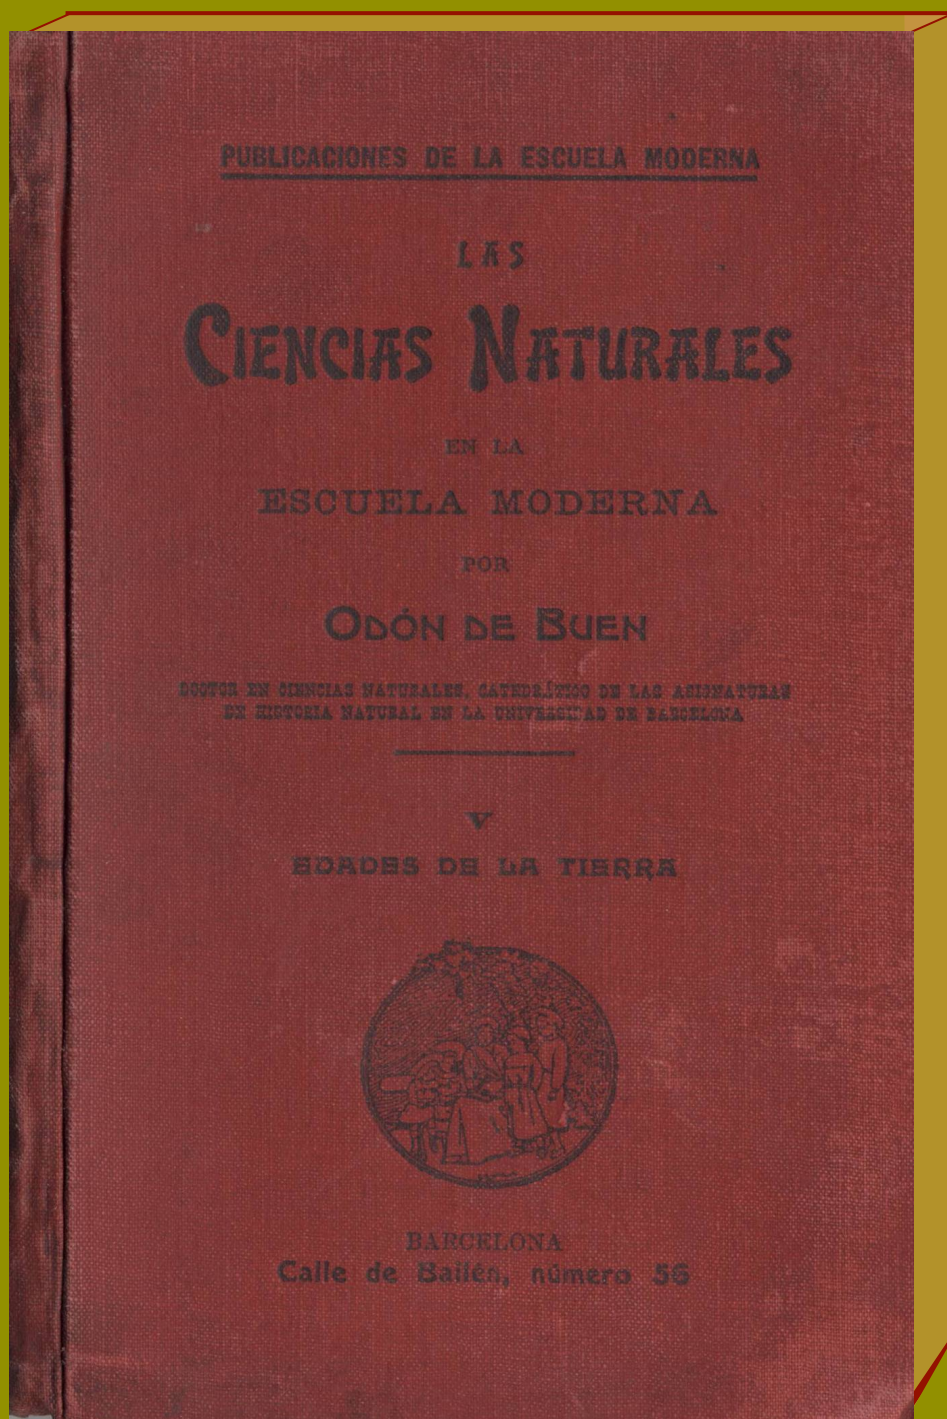 PUBLICACIONES DE LA ESCUELA MODERNA
LAS
CIENCIAS NATURALES
EN LA
ESCUELA MODERNA
POR
ODÓN DE BUEN
DOCTOR EN CIENCIAS NATURALES, CATEDRÁTICO DE LAS ASIGNATURAS
DE HISTORIA NATURAL EN LA UNIVERSIDAD DE BARCELONA
V
EDADES DE LA TIERRA
BARCELONA
Calle de Bailén, número 56